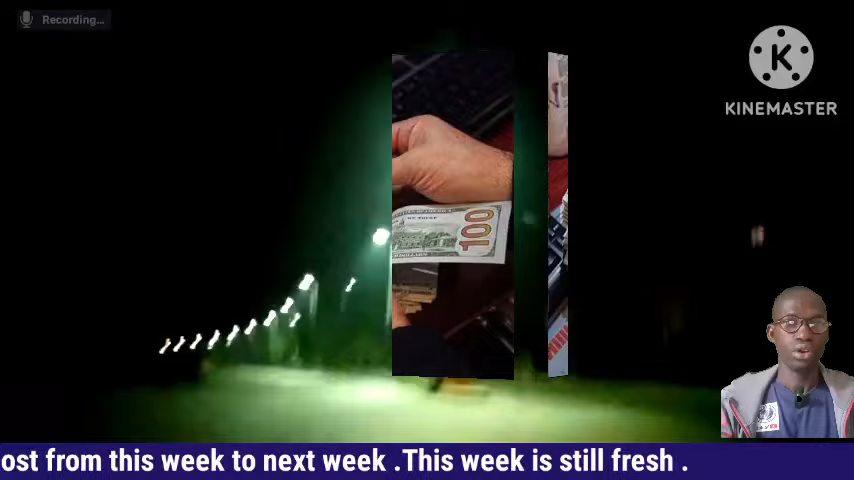 Recording...
KINEMASTER
100
ost from this week to next week .This week is still fresh .